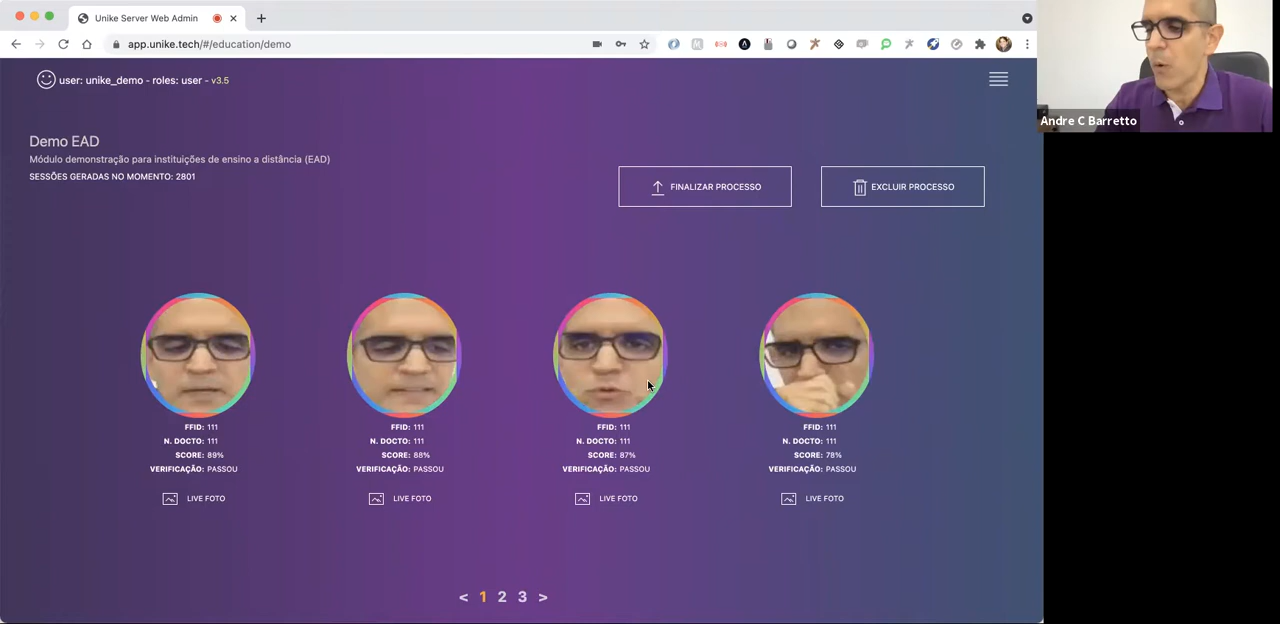 Unike Server Web Admin
app.unike.tech/#/education/demo
user: unike_demo - roles: user - v3.5
Andre C Barretto
Demo EAD
Módulo demonstração para instituições de ensino a distância (EAD)
SESSÕES GERADAS NO MOMENTO: 2801
FINALIZAR PROCESSO
EXCLUIR PROCESSO
FFID: 111
N. DOCTO: 111
SCORE: 89%
VERIFICAÇÃO: PASSOU
LIVE FOTO
FFID: 111
N. DOCTO: 111
SCORE: 88%
VERIFICAÇÃO: PASSOU
LIVE FOTO
FFID: 111
N. DOCTO: 111
SCORE: 87%
VERIFICAÇÃO: PASSOU
LIVE FOTO
FFID: 111
N. DOCTO: 111
SCORE: 78%
VERIFICAÇÃO: PASSOU
LIVE FOTO
< 1 2 3 >